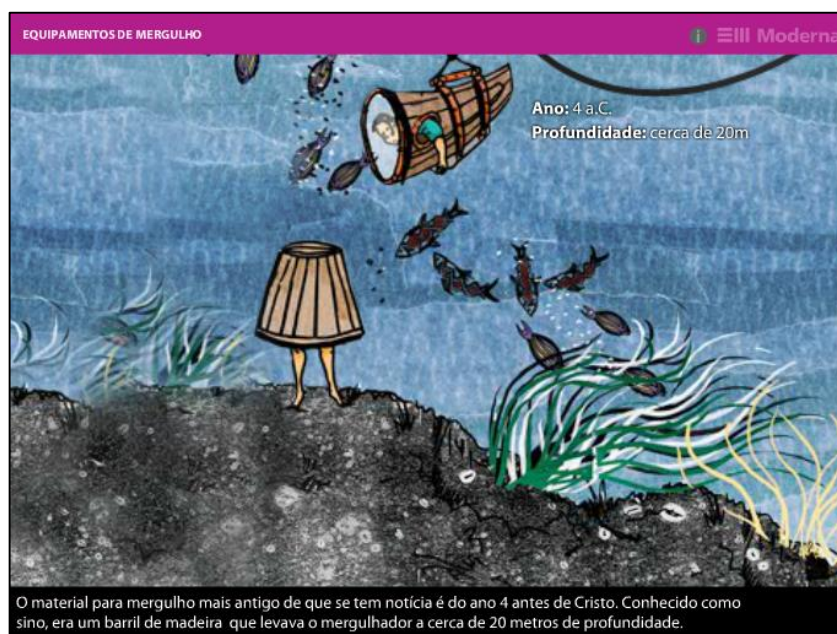 EQUIPAMENTOS DE MERGULHO
i Moderna
Ano: 4 a.C.
Profundidade: cerca de 20m
O material para mergulho mais antigo de que se tem notícia é do ano 4 antes de Cristo. Conhecido como
sino, era um barril de madeira que levava o mergulhador a cerca de 20 metros de profundidade.